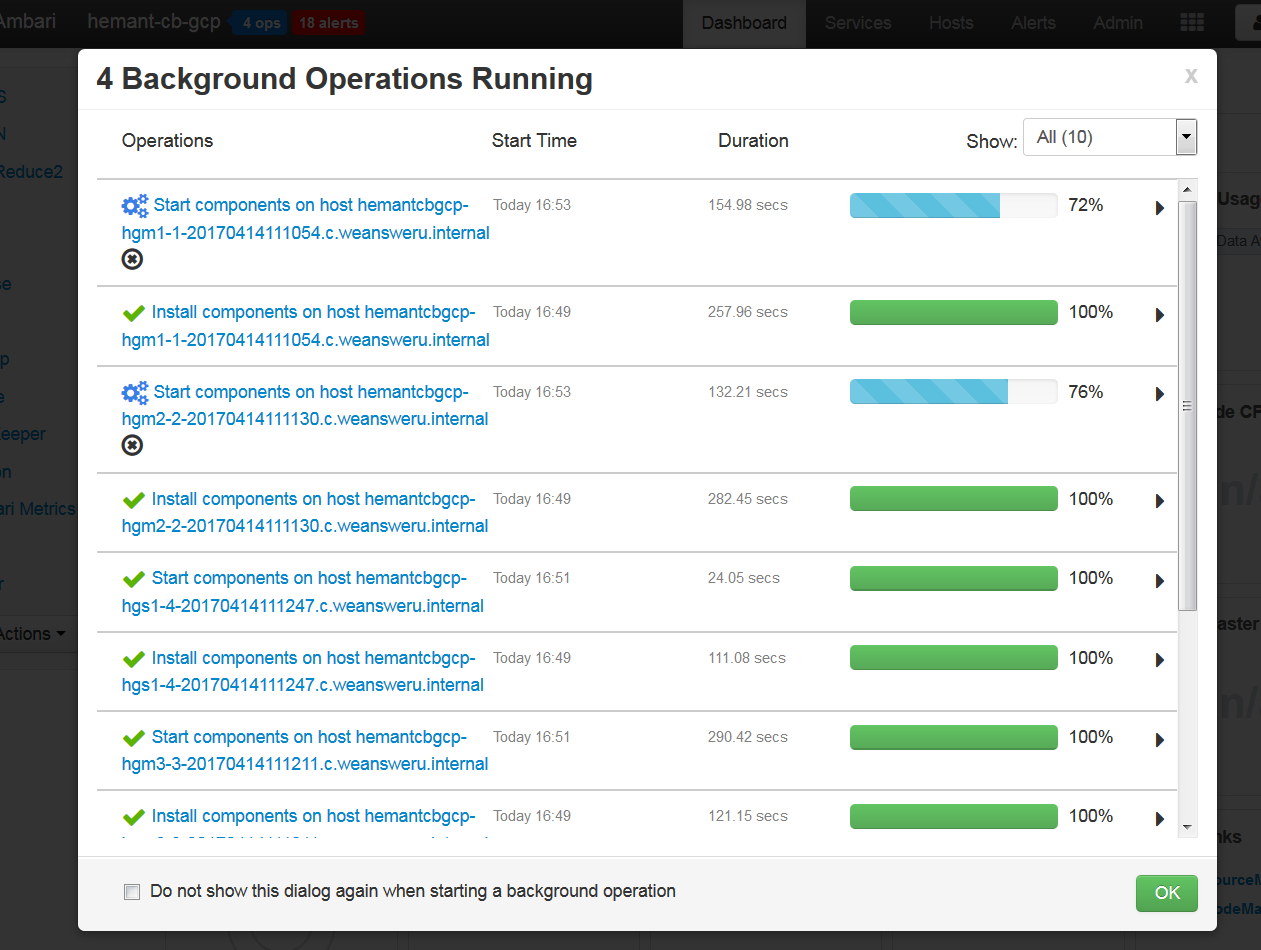 Ambari hemant-cb-gcp 4 ops 18 alerts Dashboard Services Hosts Alerts Admin
4 Background Operations Running x
Operations Start Time Duration Show: All (10)
Start components on host hemantcbgcp- Today 16:53 154.98 secs 72%
hgm1-1-20170414111054.c.weansweru.internal
Install components on host hemantcbgcp- Today 16:49 257.96 secs 100%
hgm1-1-20170414111054.c.weansweru.internal
Start components on host hemantcbgcp- Today 16:53 132.21 secs 76%
hgm2-2-20170414111130.c.weansweru.internal
Install components on host hemantcbgcp- Today 16:49 282.45 secs 100%
hgm2-2-20170414111130.c.weansweru.internal
Start components on host hemantcbgcp- Today 16:51 24.05 secs 100%
hgs1-4-20170414111247.c.weansweru.internal
Install components on host hemantcbgcp- Today 16:49 111.08 secs 100%
hgs1-4-20170414111247.c.weansweru.internal
Start components on host hemantcbgcp- Today 16:51 290.42 secs 100%
hgm3-3-20170414111211.c.weansweru.internal
Install components on host hemantcbgcp- Today 16:49 121.15 secs 100%
Do not show this dialog again when starting a background operation OK
S
N
Reduce2
se
p
e
eeper
on
ari Metrics
r
Actions
Usag
Data A
de CP
n/
aster
n/
nks
ourceM
odeMa